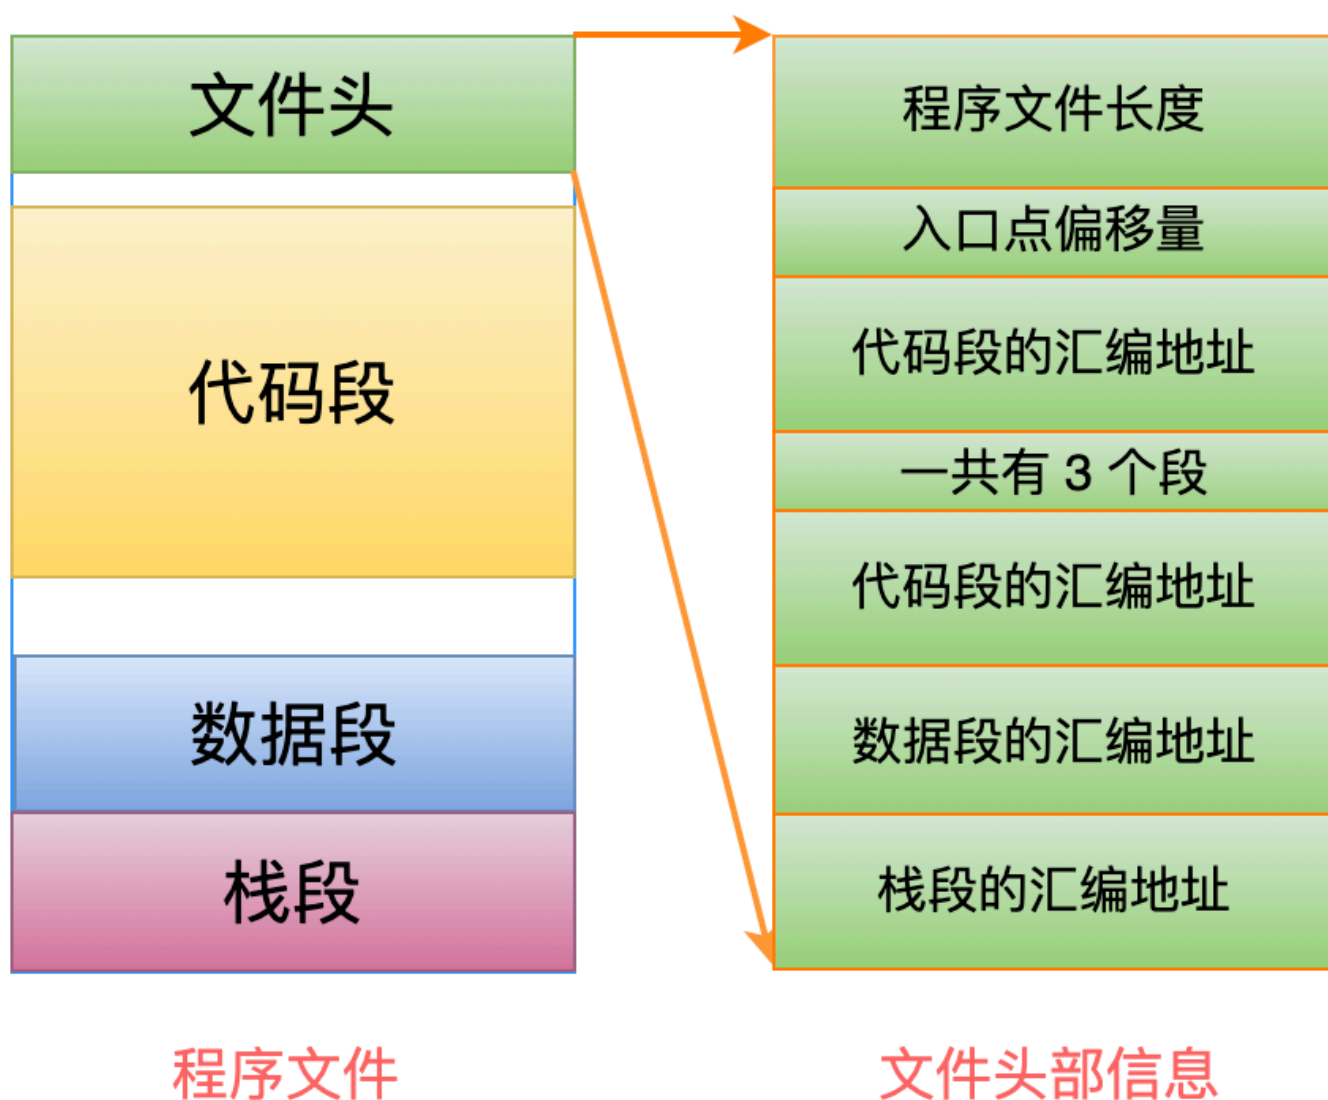 文件头
代码段
数据段
栈段
程序文件
程序文件长度
入口点偏移量
代码段的汇编地址
一共有 3 个段
代码段的汇编地址
数据段的汇编地址
栈段的汇编地址
文件头部信息